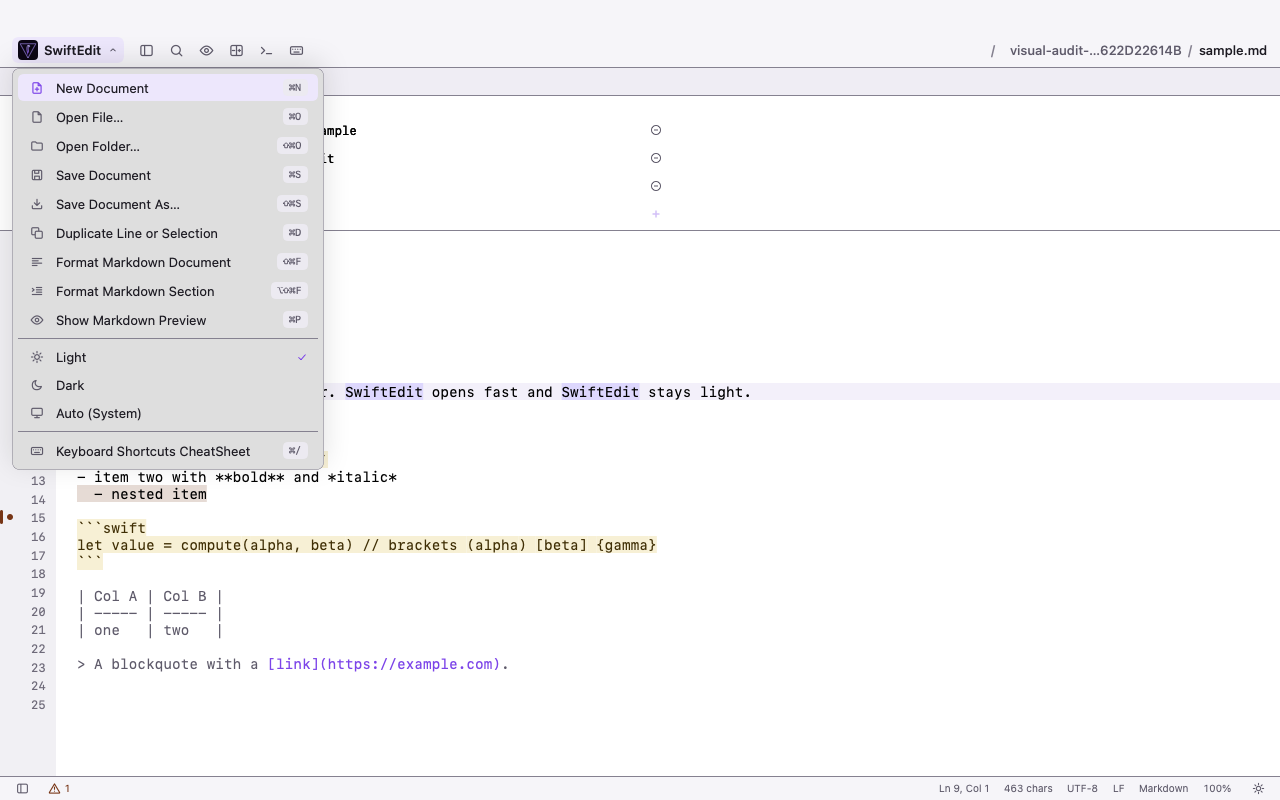 SwiftEdit
/ visual-audit-...622D22614B / sample.md
New Document ⌘N
Open File... ⌘O
Open Folder... ⇧⌘O
Save Document ⌘S
Save Document As... ⇧⌘S
Duplicate Line or Selection ⌘D
Format Markdown Document ⇧⌘F
Format Markdown Section ⌥⇧⌘F
Show Markdown Preview ⌘P
Light
Dark
Auto (System)
Keyboard Shortcuts CheatSheet ⌘/
SwiftEdit opens fast and SwiftEdit stays light.
13 - item two with **bold** and *italic*
14 - nested item
15
16 ```swift
17 let value = compute(alpha, beta) // brackets (alpha) [beta] {gamma}
18 ```
19 | Col A | Col B |
20 | ----- | ----- |
21 | one | two |
22
23 > A blockquote with a [link](https://example.com).
24
25
1
Ln 9, Col 1 463 chars UTF-8 LF Markdown 100%